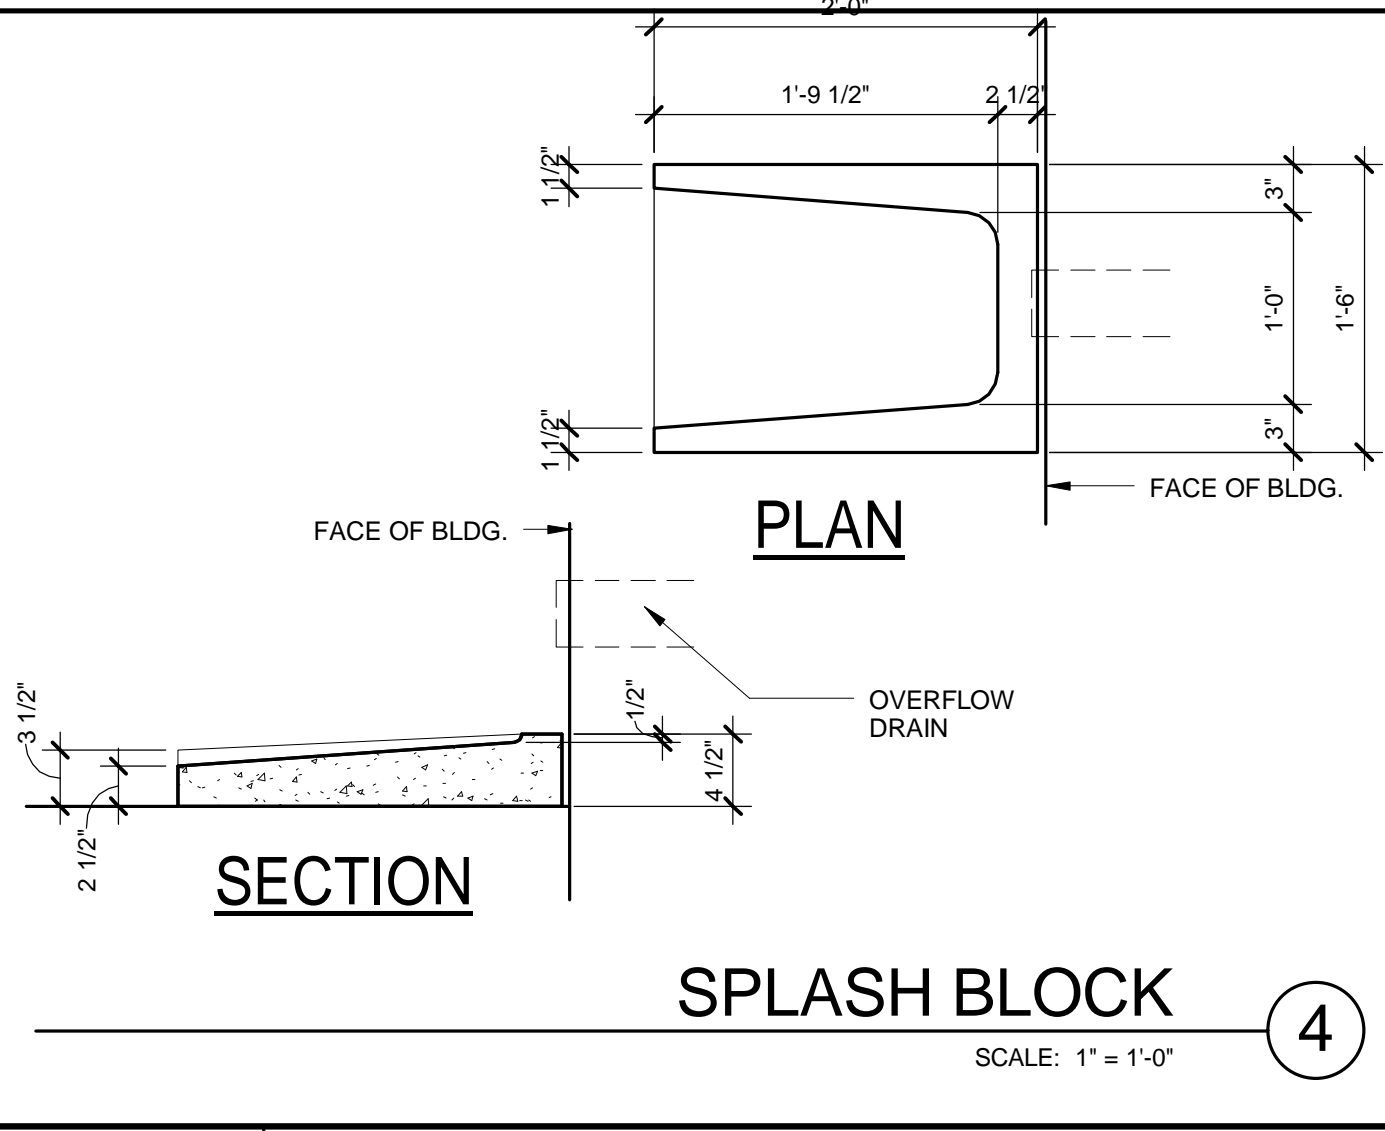 2'-0"
1'-9 1/2"
2 1/2"
1 1/2"
3"
1'-0"
1'-6"
1 1/2"
3"
FACE OF BLDG.
PLAN
FACE OF BLDG.
OVERFLOW
DRAIN
3 1/2"
1/2"
4 1/2"
2 1/2"
SECTION
SPLASH BLOCK
4
SCALE: 1" = 1'-0"